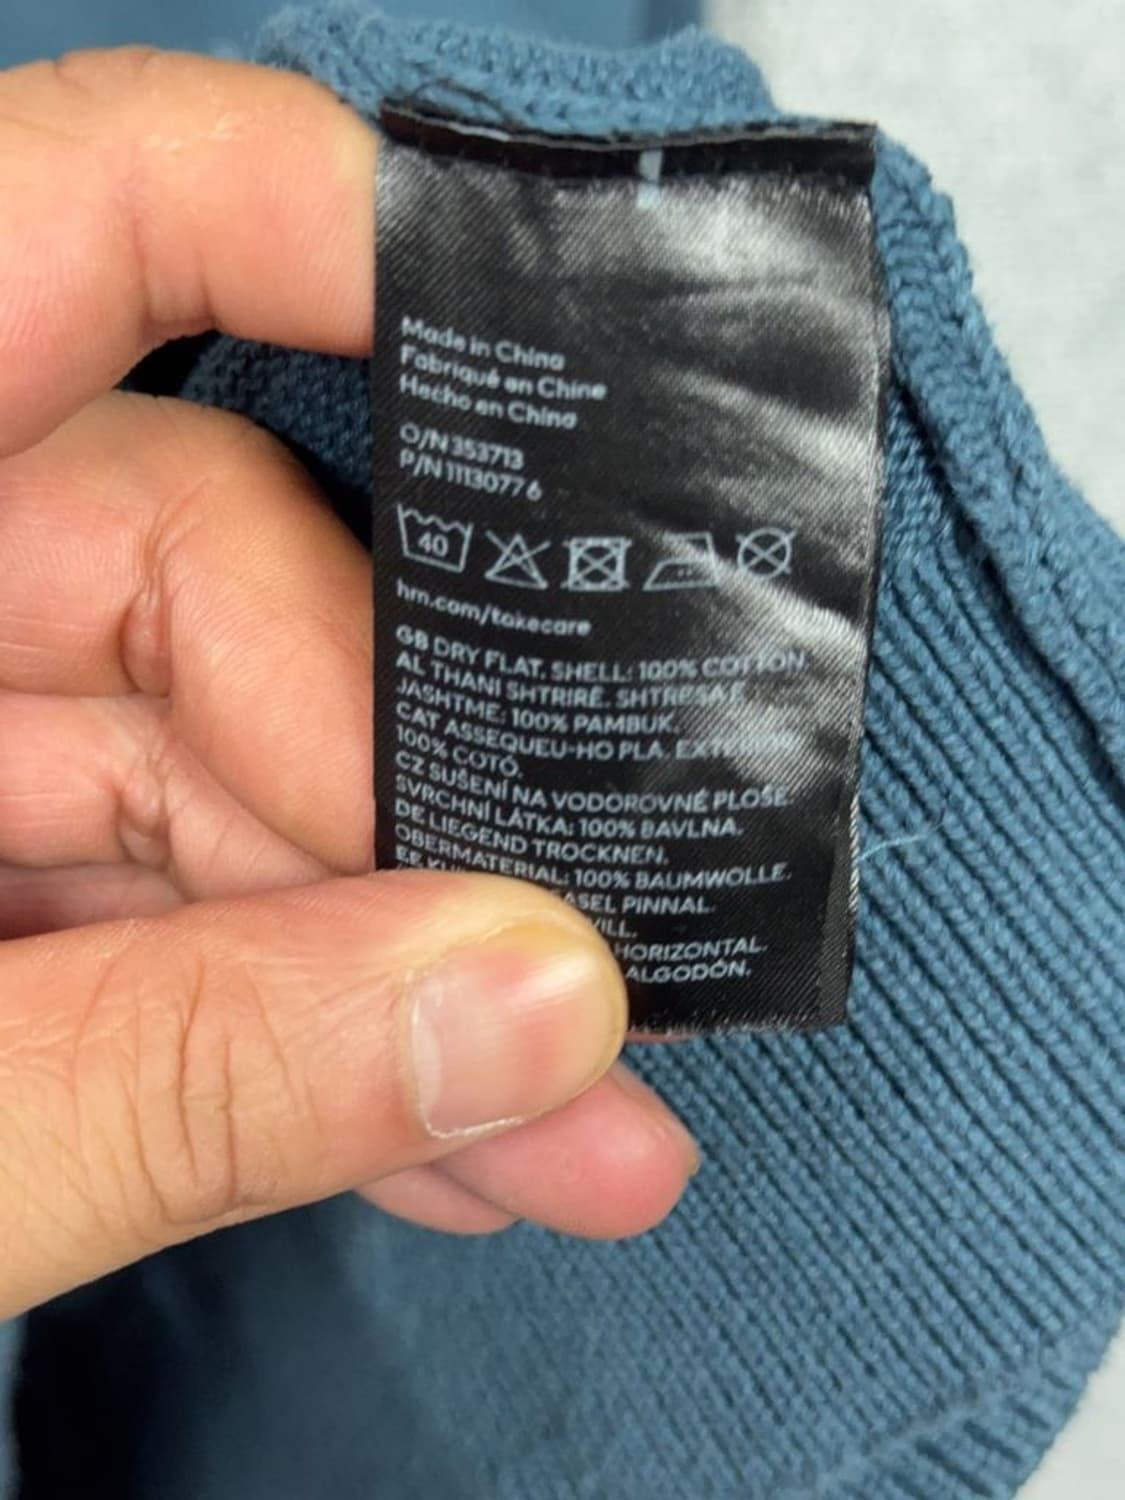 Made in China
Fabriqué en Chine
Hecho en China
O/N 353713
P/N 11130776
40
hm.com/takecare
GB DRY FLAT. SHELL: 100% COTTON.
AL THANI SHTRIRË. SHTRESA E
JASHTME: 100% PAMBUK.
CAT ASSEQUEU-HO PLA.
100% COTÓ.
CZ SUŠENÍ NA VODOROVNÉ PLOŠE.
SVRCHNÍ LÁTKA: 100% BAVLNA.
DE LIEGEND TROCKNEN.
OBERMATERIAL: 100% BAUMWOLLE.
EE PINNAL.
HORIZONTAL.
ALGODÓN.